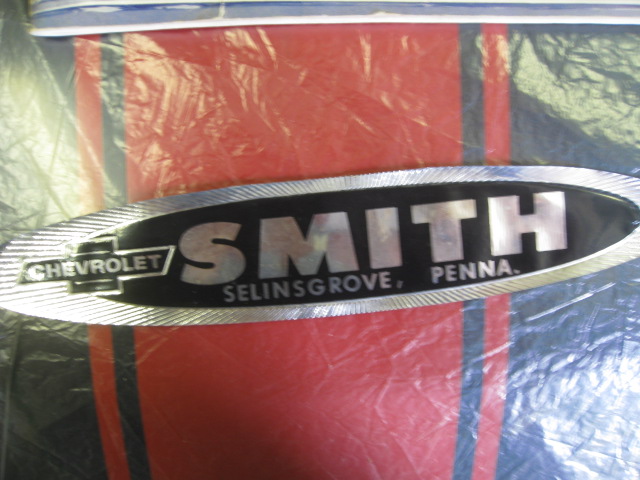 CHEVROLET
SMITH
SELINSGROVE, PENNA.